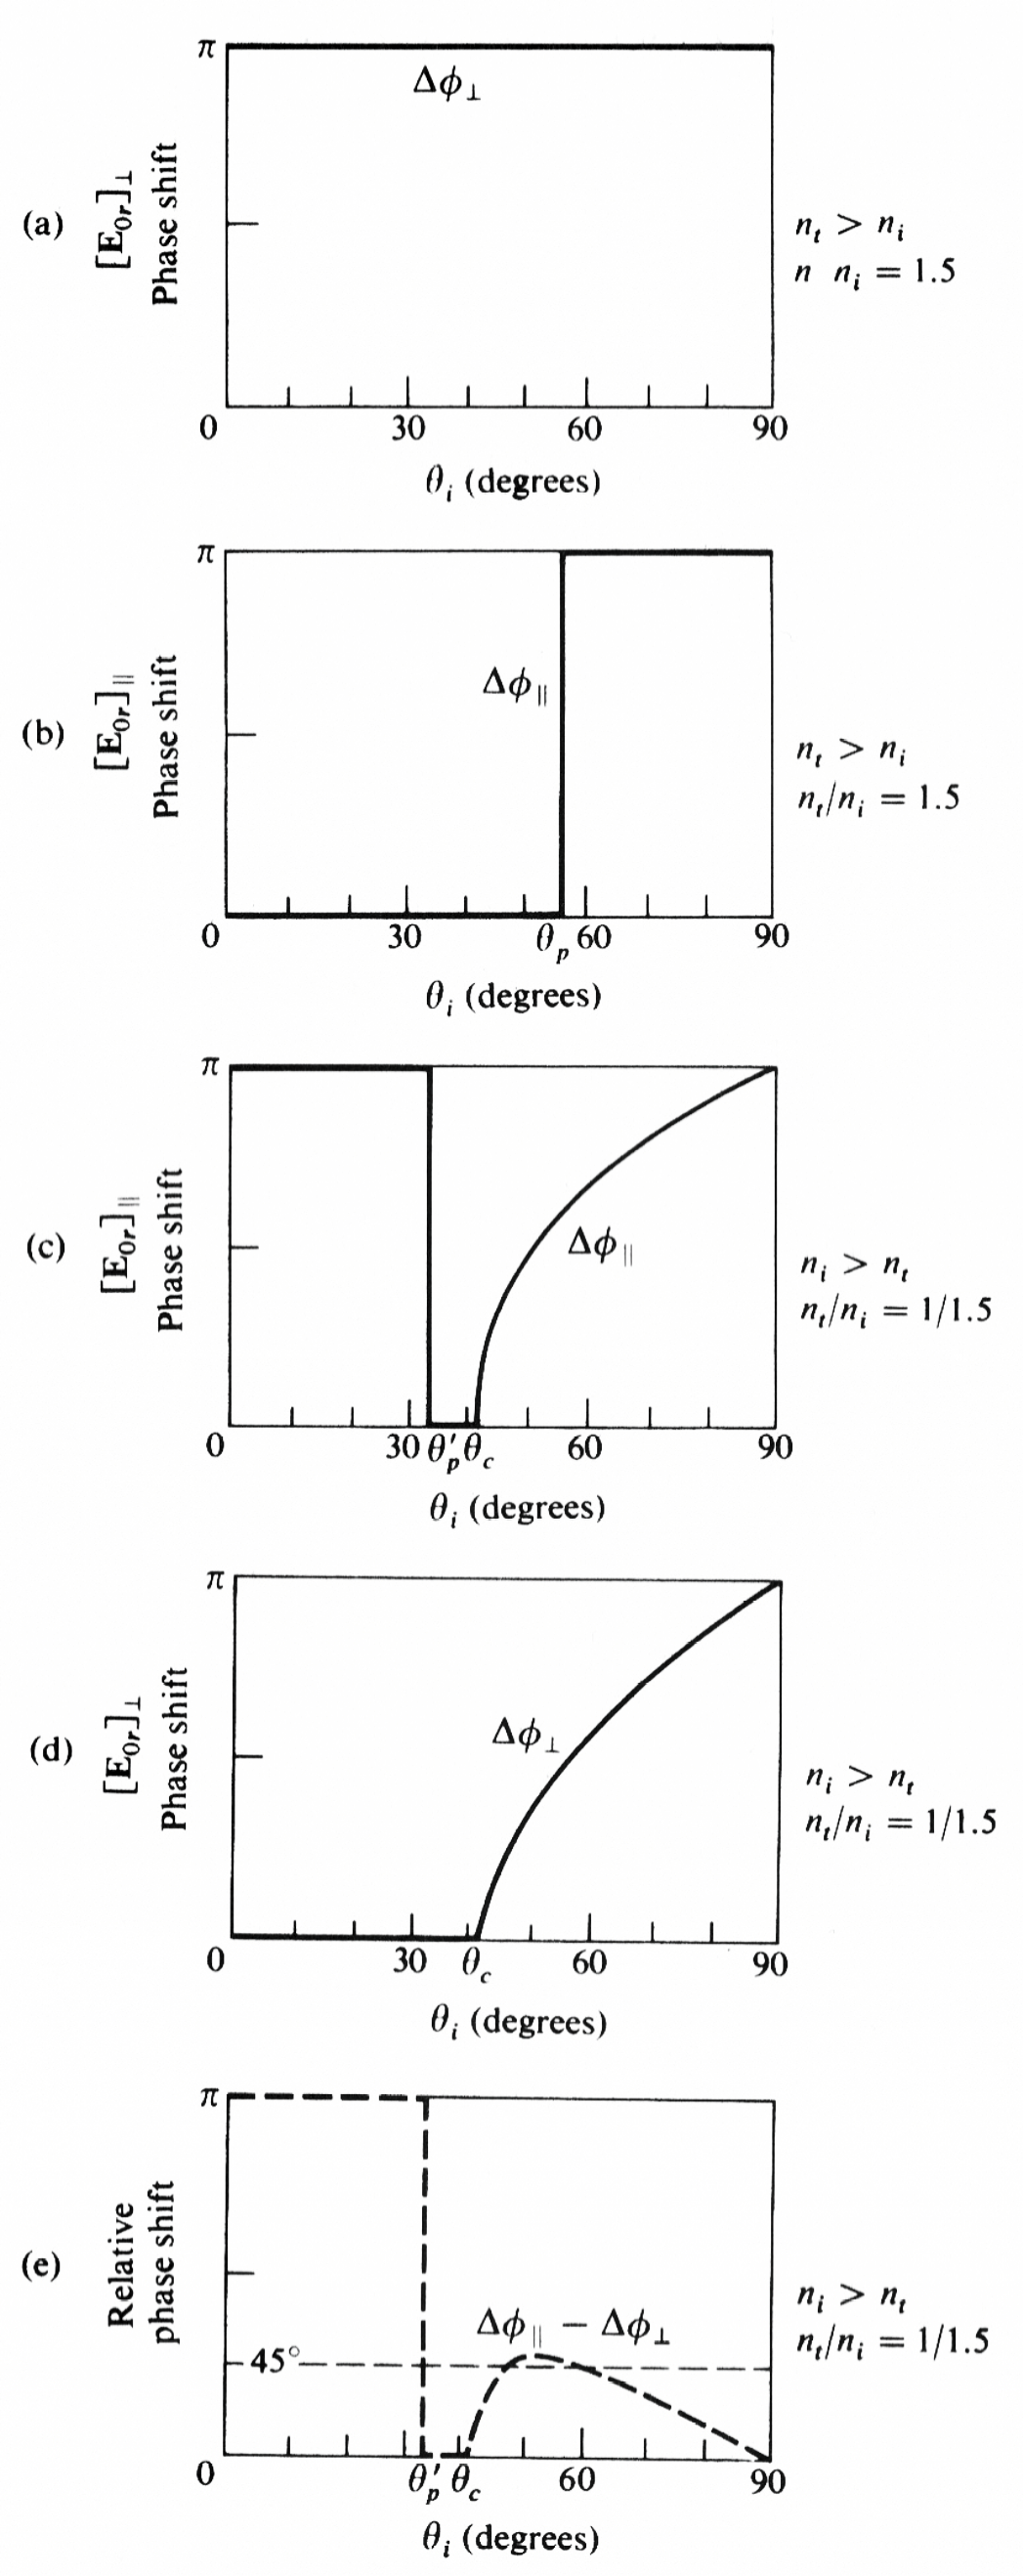 π
Δϕ⊥
(a)
[E0r]⊥
Phase shift
nt > ni
n ni = 1.5
0 30 60 90
θi (degrees)
π
Δϕ∥
(b)
[E0r]∥
Phase shift
nt > ni
nt/ni = 1.5
0 30 θp 60 90
θi (degrees)
π
Δϕ∥
(c)
[E0r]∥
Phase shift
ni > nt
nt/ni = 1/1.5
0 30 θ′p θc 60 90
θi (degrees)
π
Δϕ⊥
(d)
[E0r]⊥
Phase shift
ni > nt
nt/ni = 1/1.5
0 30 θc 60 90
θi (degrees)
π
(e)
Relative
phase shift
Δϕ∥ − Δϕ⊥
45°
ni > nt
nt/ni = 1/1.5
0 θ′p θc 60 90
θi (degrees)